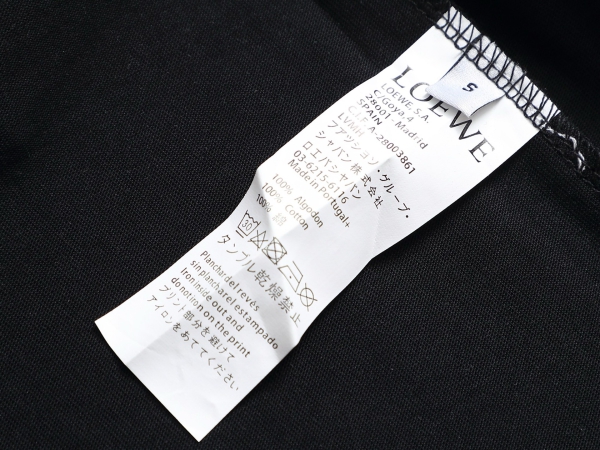 S
LOEWE
LOEWE S.A.
C/Goya, 4
28001 - Madrid
SPAIN
C.I.F. A-28003861
LVMH
ファッション・グループ・
ジャパン株式会社
ロエベジャパン
03-6215-6116
Made in Portugal+
100% Algodon
100% Cotton
100% 綿
30
タンブル乾燥禁止
Planchar del revés
sin planchar el estampado
Iron inside out and
do not iron on the print
プリント部分を避けて
アイロンをあててください。